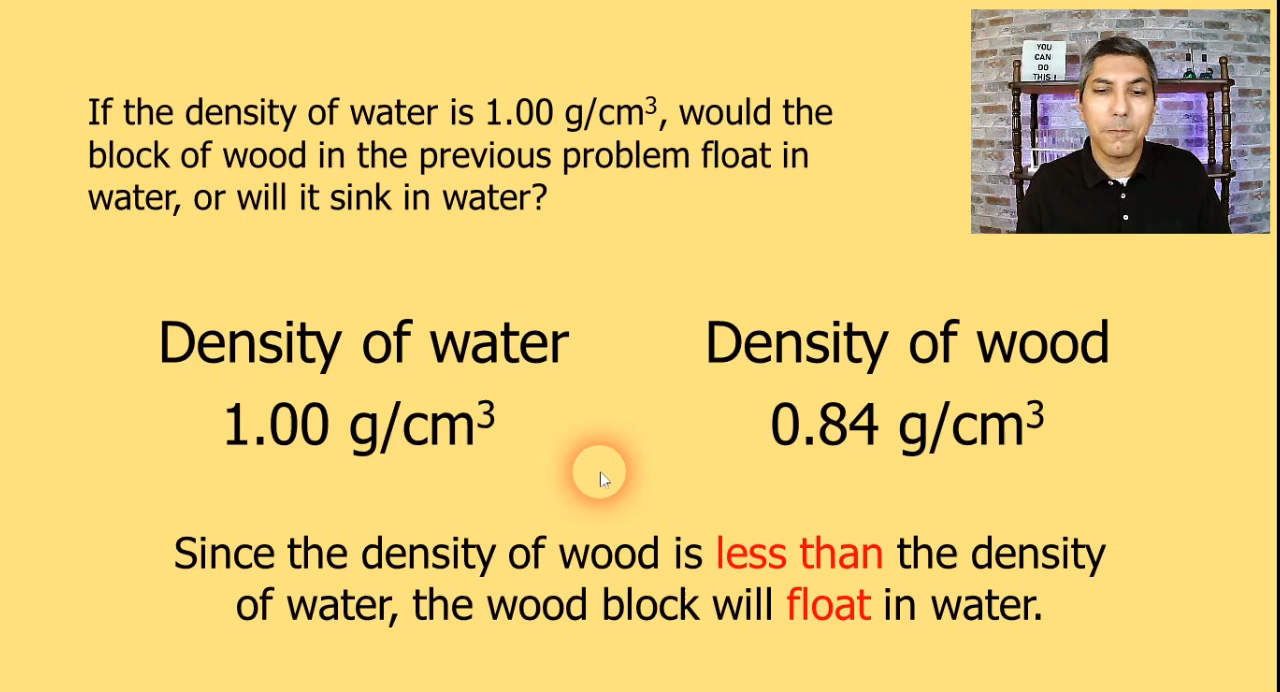 If the density of water is 1.00 g/cm³, would the
block of wood in the previous problem float in
water, or will it sink in water?
YOU
CAN
DO
THIS !
Density of water
Density of wood
1.00 g/cm³
0.84 g/cm³
Since the density of wood is less than the density
of water, the wood block will float in water.